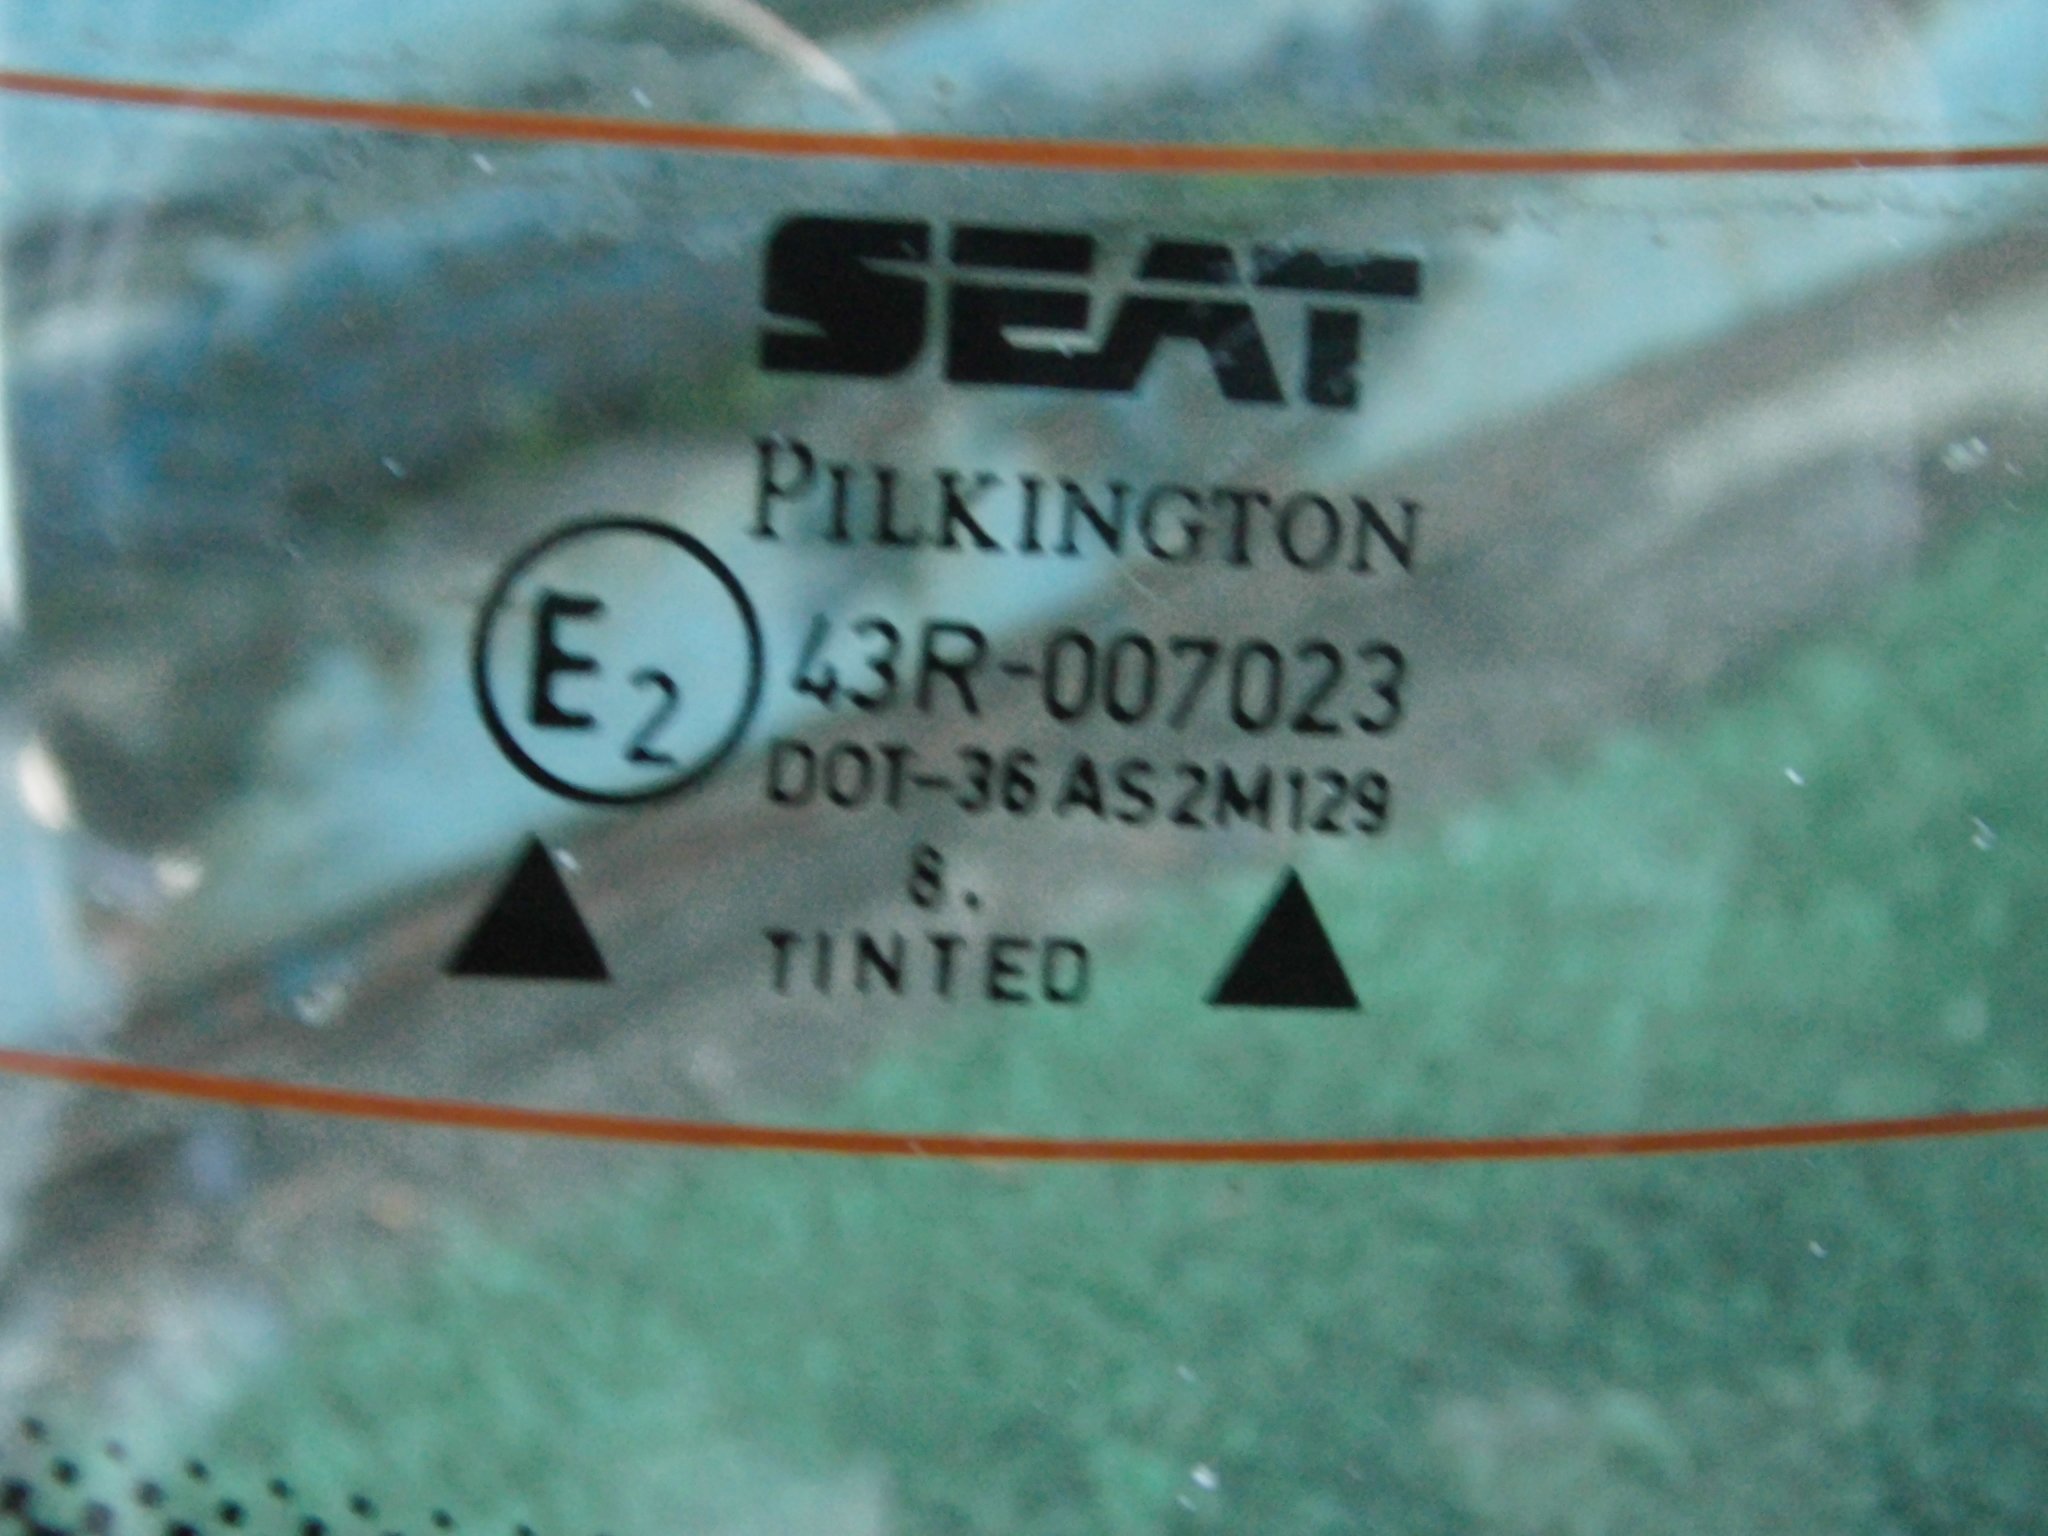 SEAT
PILKINGTON
E2 43R-007023
DOT-36 AS2M129
8.
TINTED